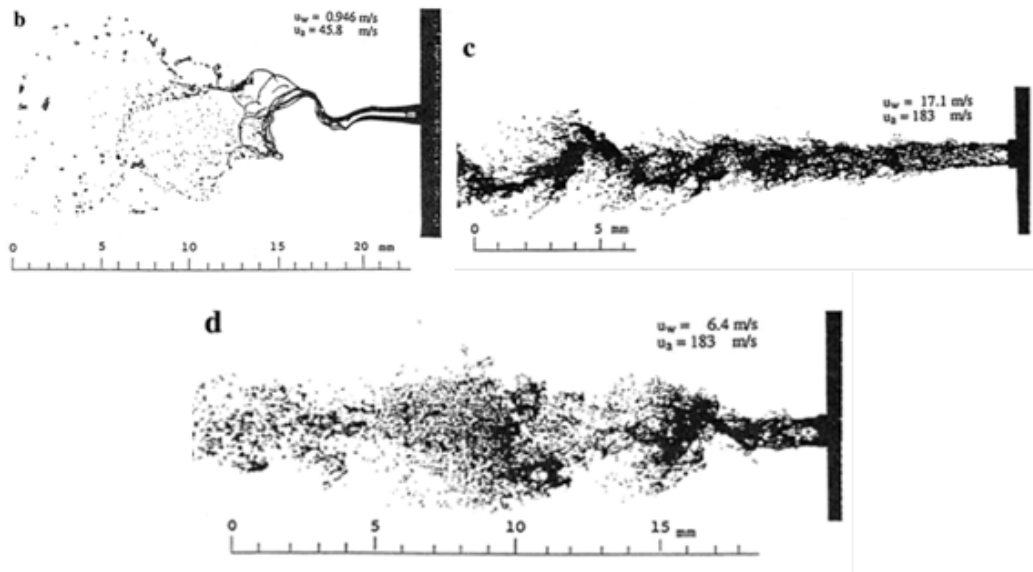 b
u_w = 0.946 m/s
u_a = 45.8 m/s
0 5 10 15 20 mm
c
u_w = 17.1 m/s
u_a = 183 m/s
0 5 mm
d
u_w = 6.4 m/s
u_a = 183 m/s
0 5 10 15 mm